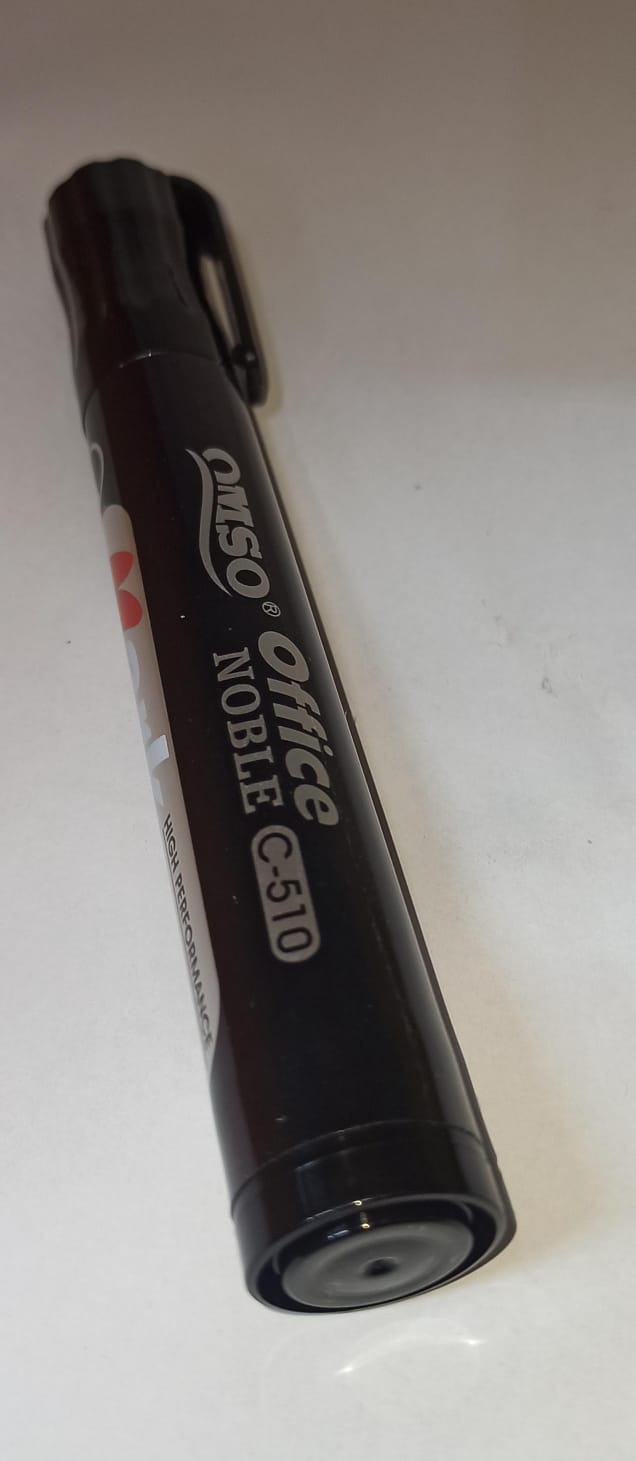 OMSO® Office
NOBLE C-510
HIGH PERFORMANCE